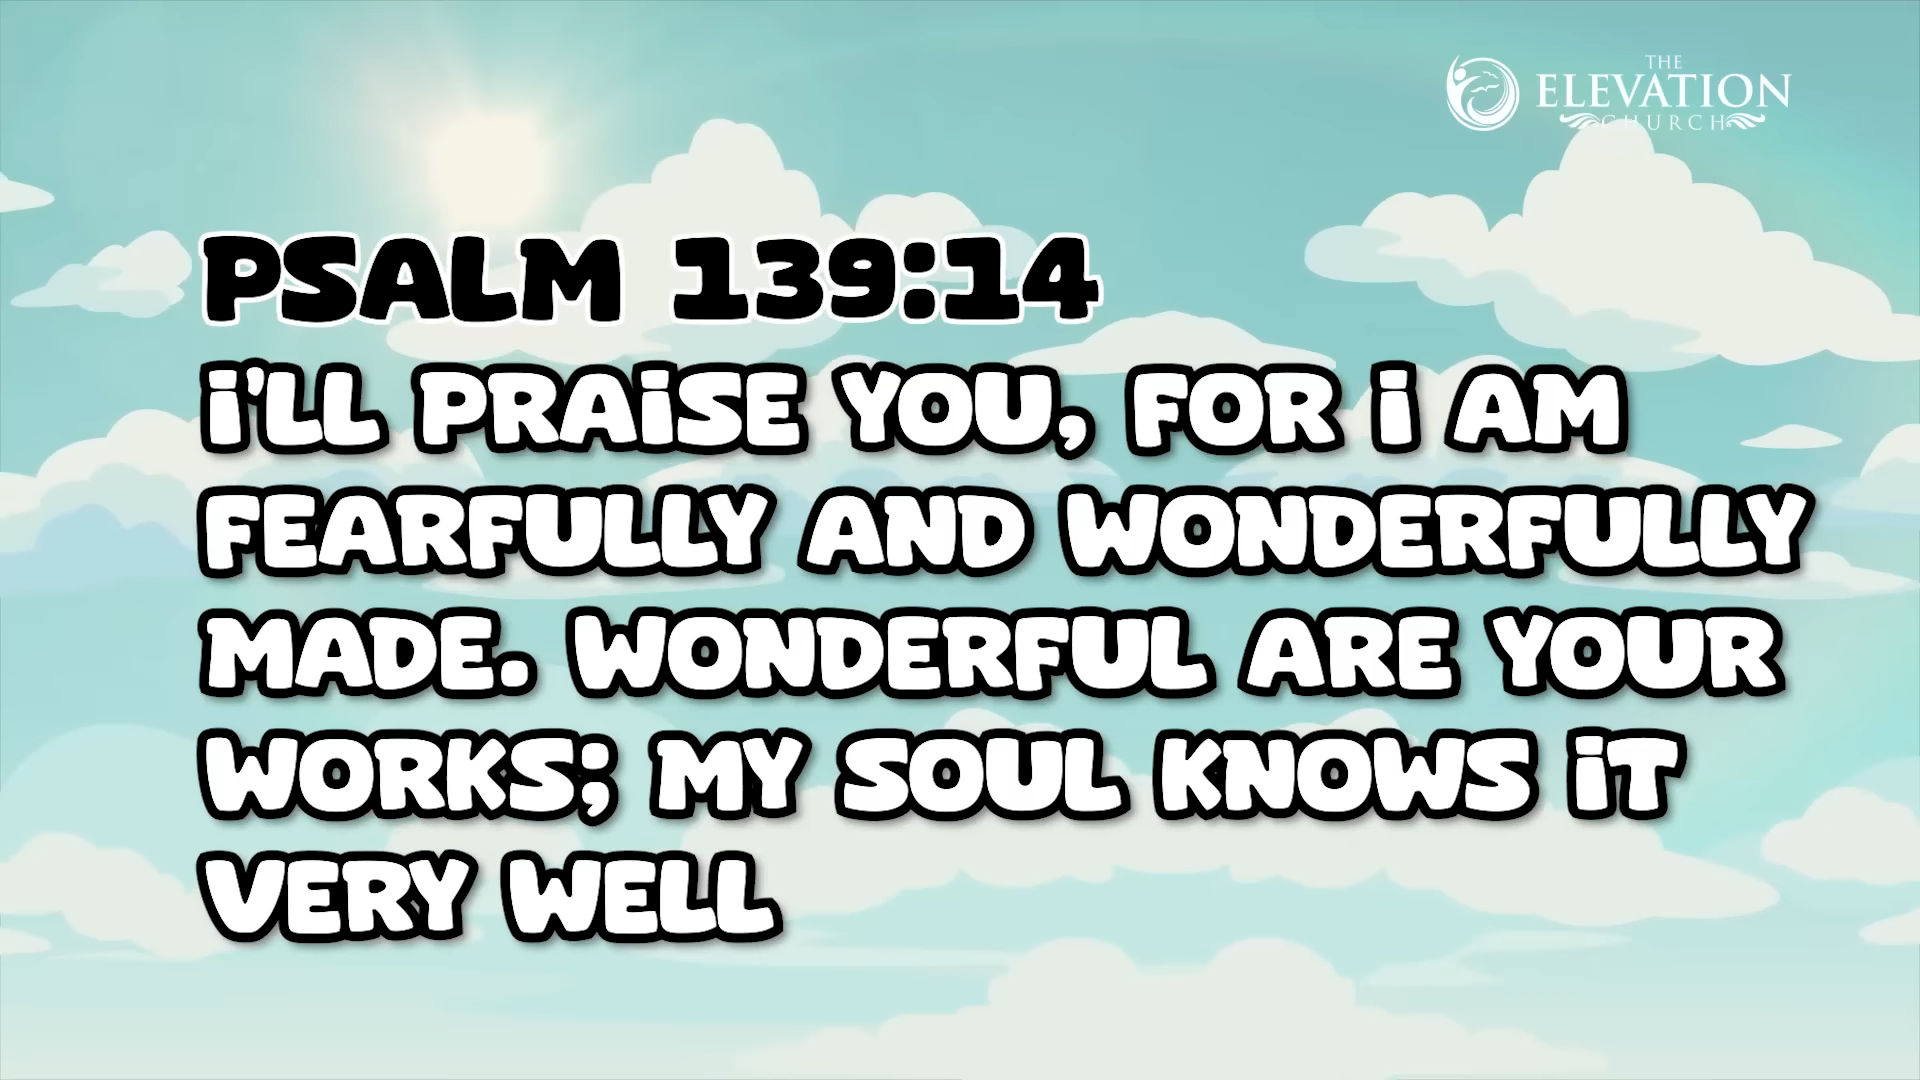 THE
ELEVATION
CHURCH
PSALM 139:14
i'LL PRAiSE YOU, FOR i AM
FEARFULLY AND WONDERFULLY
MADE. WONDERFUL ARE YOUR
WORKS; MY SOUL KNOWS iT
VERY WELL